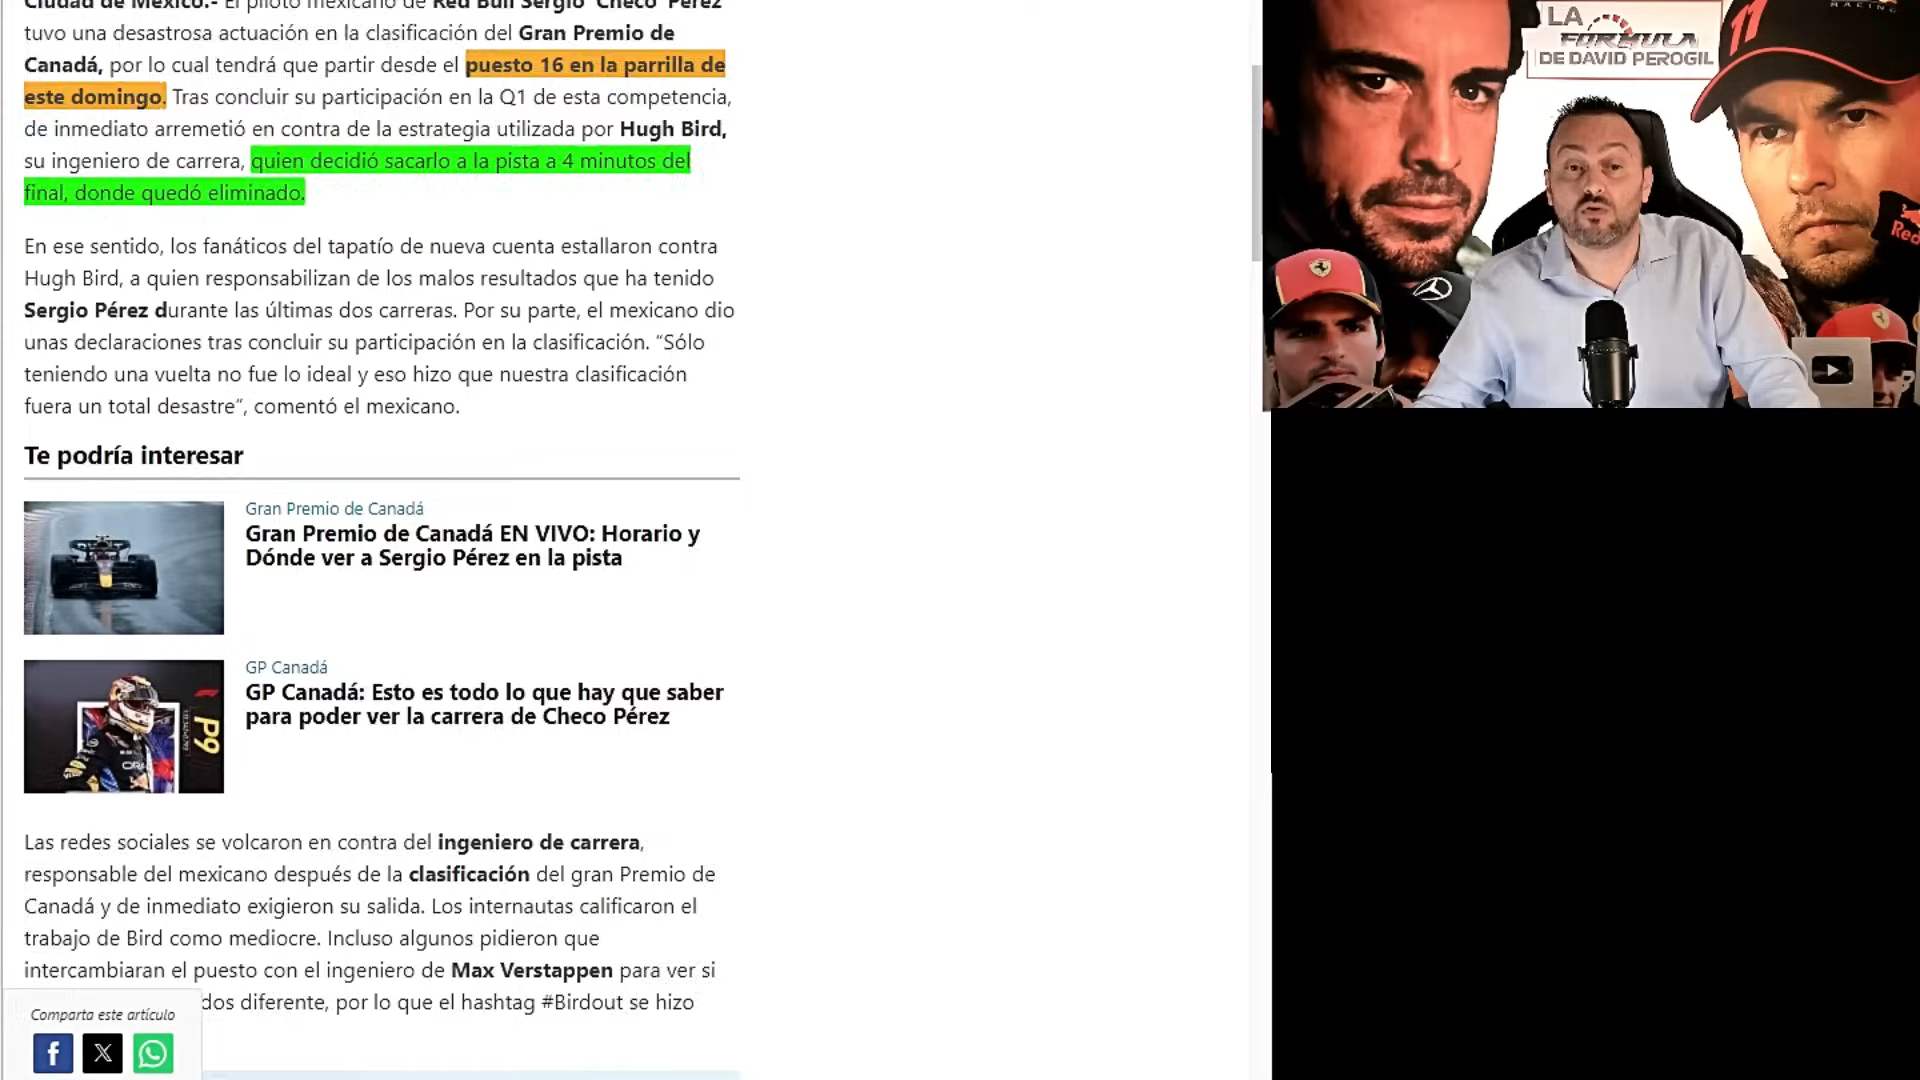 Ciudad de México.- El piloto mexicano de Red Bull Sergio 'Checo' Pérez
tuvo una desastrosa actuación en la clasificación del Gran Premio de
Canadá, por lo cual tendrá que partir desde el puesto 16 en la parrilla de
este domingo. Tras concluir su participación en la Q1 de esta competencia,
de inmediato arremetió en contra de la estrategia utilizada por Hugh Bird,
su ingeniero de carrera, quien decidió sacarlo a la pista a 4 minutos del
final, donde quedó eliminado.
En ese sentido, los fanáticos del tapatío de nueva cuenta estallaron contra
Hugh Bird, a quien responsabilizan de los malos resultados que ha tenido
Sergio Pérez durante las últimas dos carreras. Por su parte, el mexicano dio
unas declaraciones tras concluir su participación en la clasificación. “Sólo
teniendo una vuelta no fue lo ideal y eso hizo que nuestra clasificación
fuera un total desastre”, comentó el mexicano.
Te podría interesar
Gran Premio de Canadá
Gran Premio de Canadá EN VIVO: Horario y
Dónde ver a Sergio Pérez en la pista
GP Canadá
GP Canadá: Esto es todo lo que hay que saber
para poder ver la carrera de Checo Pérez
P9
Las redes sociales se volcaron en contra del ingeniero de carrera,
responsable del mexicano después de la clasificación del gran Premio de
Canadá y de inmediato exigieron su salida. Los internautas calificaron el
trabajo de Bird como mediocre. Incluso algunos pidieron que
intercambiaran el puesto con el ingeniero de Max Verstappen para ver si
dos diferente, por lo que el hashtag #Birdout se hizo
Comparta este artículo
LA
FÓRMULA
DE DAVID PEROGIL
11
RACING
Red